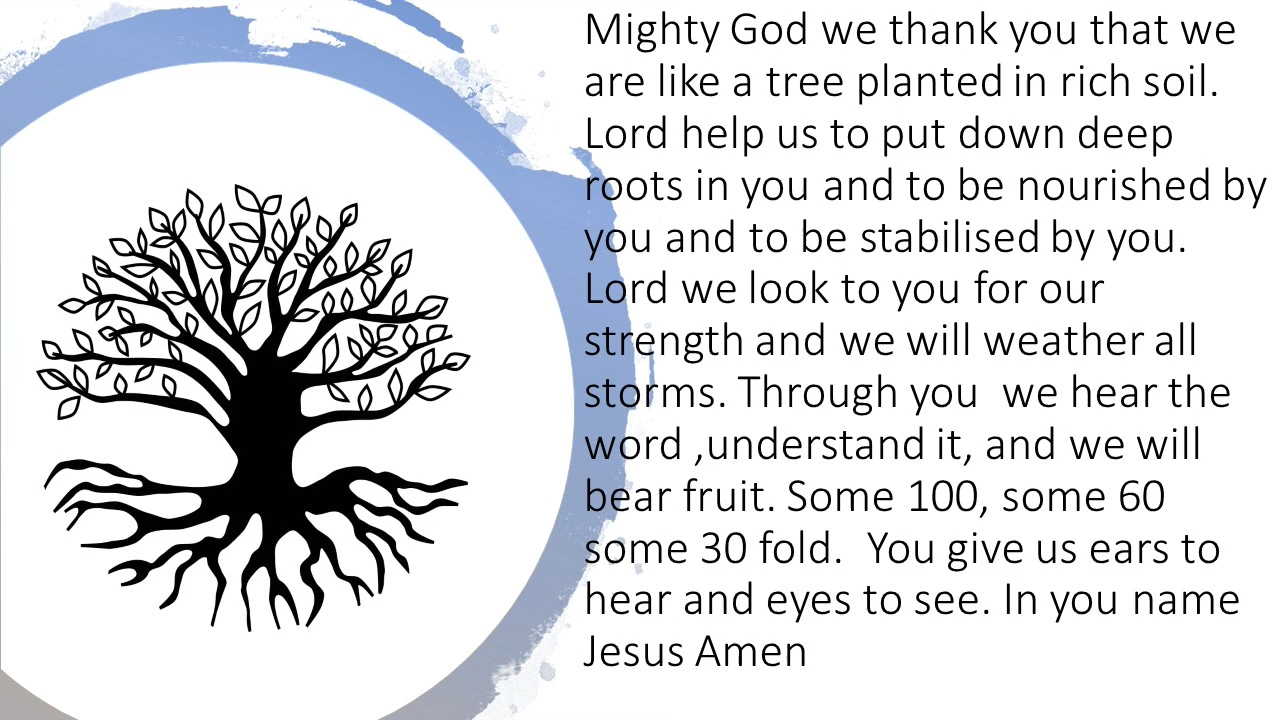 Mighty God we thank you that we
are like a tree planted in rich soil.
Lord help us to put down deep
roots in you and to be nourished by
you and to be stabilised by you.
Lord we look to you for our
strength and we will weather all
storms. Through you  we hear the
word ,understand it, and we will
bear fruit. Some 100, some 60
some 30 fold.  You give us ears to
hear and eyes to see. In you name
Jesus Amen